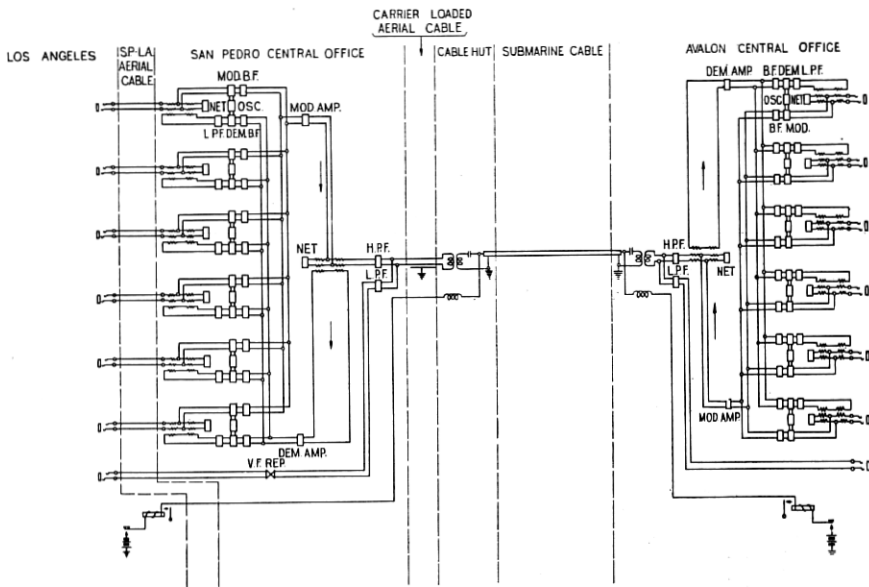 CARRIER LOADED
AERIAL CABLE
LOS ANGELES
SP-LA.
AERIAL
CABLE
SAN PEDRO CENTRAL OFFICE
CABLE HUT
SUBMARINE CABLE
AVALON CENTRAL OFFICE
MOD. B.F.
NET
OSC.
L.P.F. DEM. B.F.
MOD AMP.
DEM AMP.
B.F. DEM L.P.F.
OSC
NET
B.F. MOD.
NET
H.P.F.
L.P.F.
H.P.F.
L.P.F.
NET
MOD AMP.
DEM AMP.
V.F. REP.